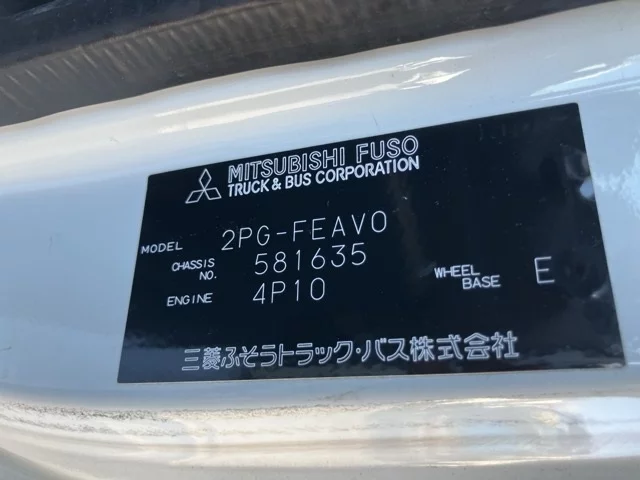 MITSUBISHI FUSO
TRUCK & BUS CORPORATION
MODEL 2PG-FEAV0
CHASSIS NO. 581635
ENGINE 4P10
WHEEL BASE E
三菱ふそうトラック・バス株式会社